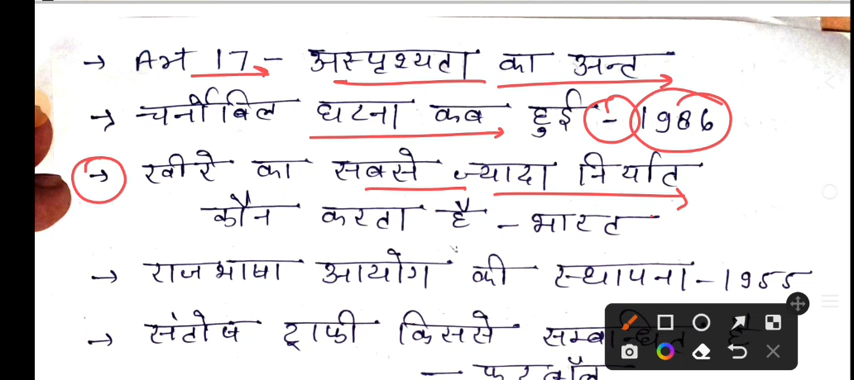 → Art 17 - अस्पृश्यता का अन्त
→ चर्नोबिल घटना कब हुई - 1986
→ खीरे का सबसे ज्यादा निर्यात
कौन करता है - भारत
→ राजभाषा आयोग की स्थापना - 1955
→ संतोष ट्राफी किससे सम्बन्धित है
- फुटबॉल